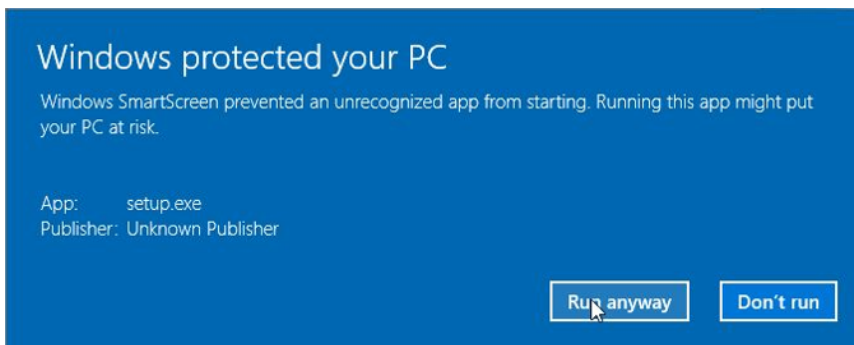 Windows protected your PC
Windows SmartScreen prevented an unrecognized app from starting. Running this app might put
your PC at risk.
App: setup.exe
Publisher: Unknown Publisher
Run anyway Don't run